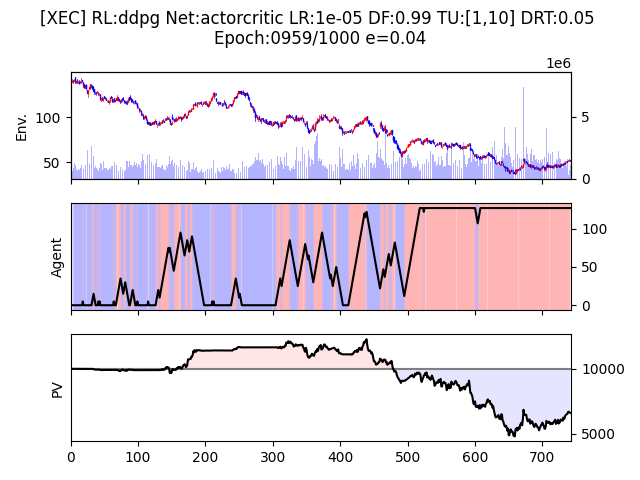 [XEC] RL:ddpg Net:actorcritic LR:1e-05 DF:0.99 TU:[1,10] DRT:0.05
Epoch:0959/1000 e=0.04
1e6
Env.
100
50
5
0
Agent
100
50
0
PV
10000
5000
0 100 200 300 400 500 600 700